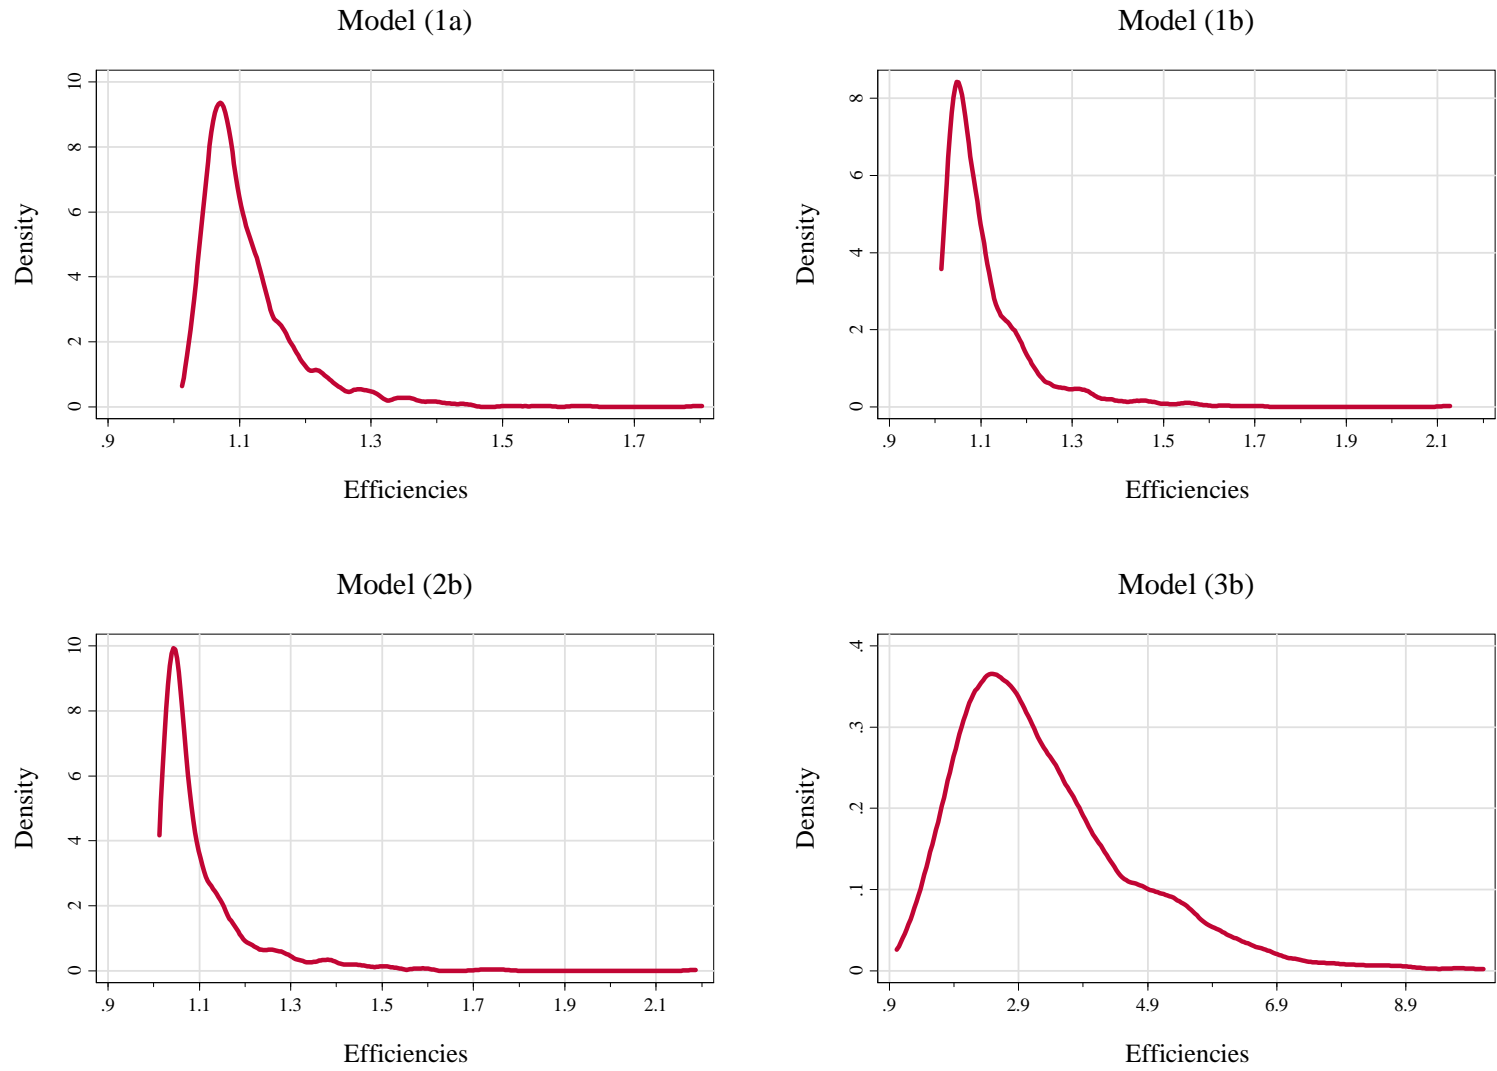 Model (1a)
Density
10
8
6
4
2
0
.9 1.1 1.3 1.5 1.7
Efficiencies
Model (1b)
Density
8
6
4
2
0
.9 1.1 1.3 1.5 1.7 1.9 2.1
Efficiencies
Model (2b)
Density
10
8
6
4
2
0
.9 1.1 1.3 1.5 1.7 1.9 2.1
Efficiencies
Model (3b)
Density
.4
.3
.2
.1
0
.9 2.9 4.9 6.9 8.9
Efficiencies